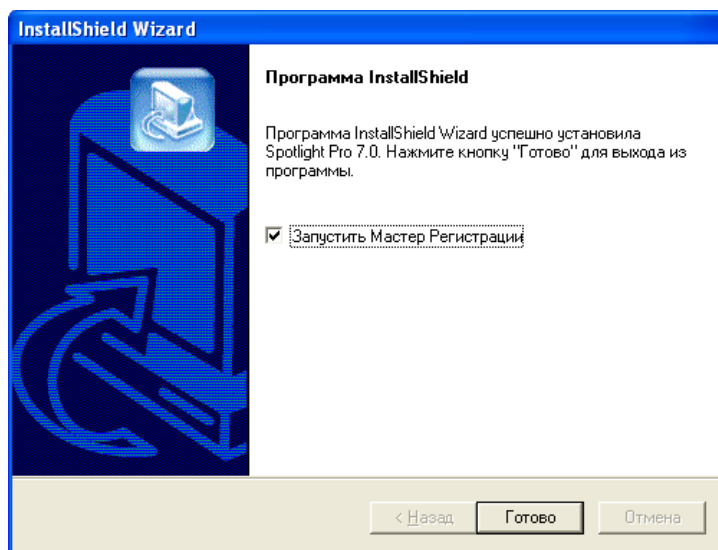 InstallShield Wizard
Программа InstallShield
Программа InstallShield Wizard успешно установила
Spotlight Pro 7.0. Нажмите кнопку "Готово" для выхода из
программы.
Запустить Мастер Регистрации
< Назад Готово Отмена